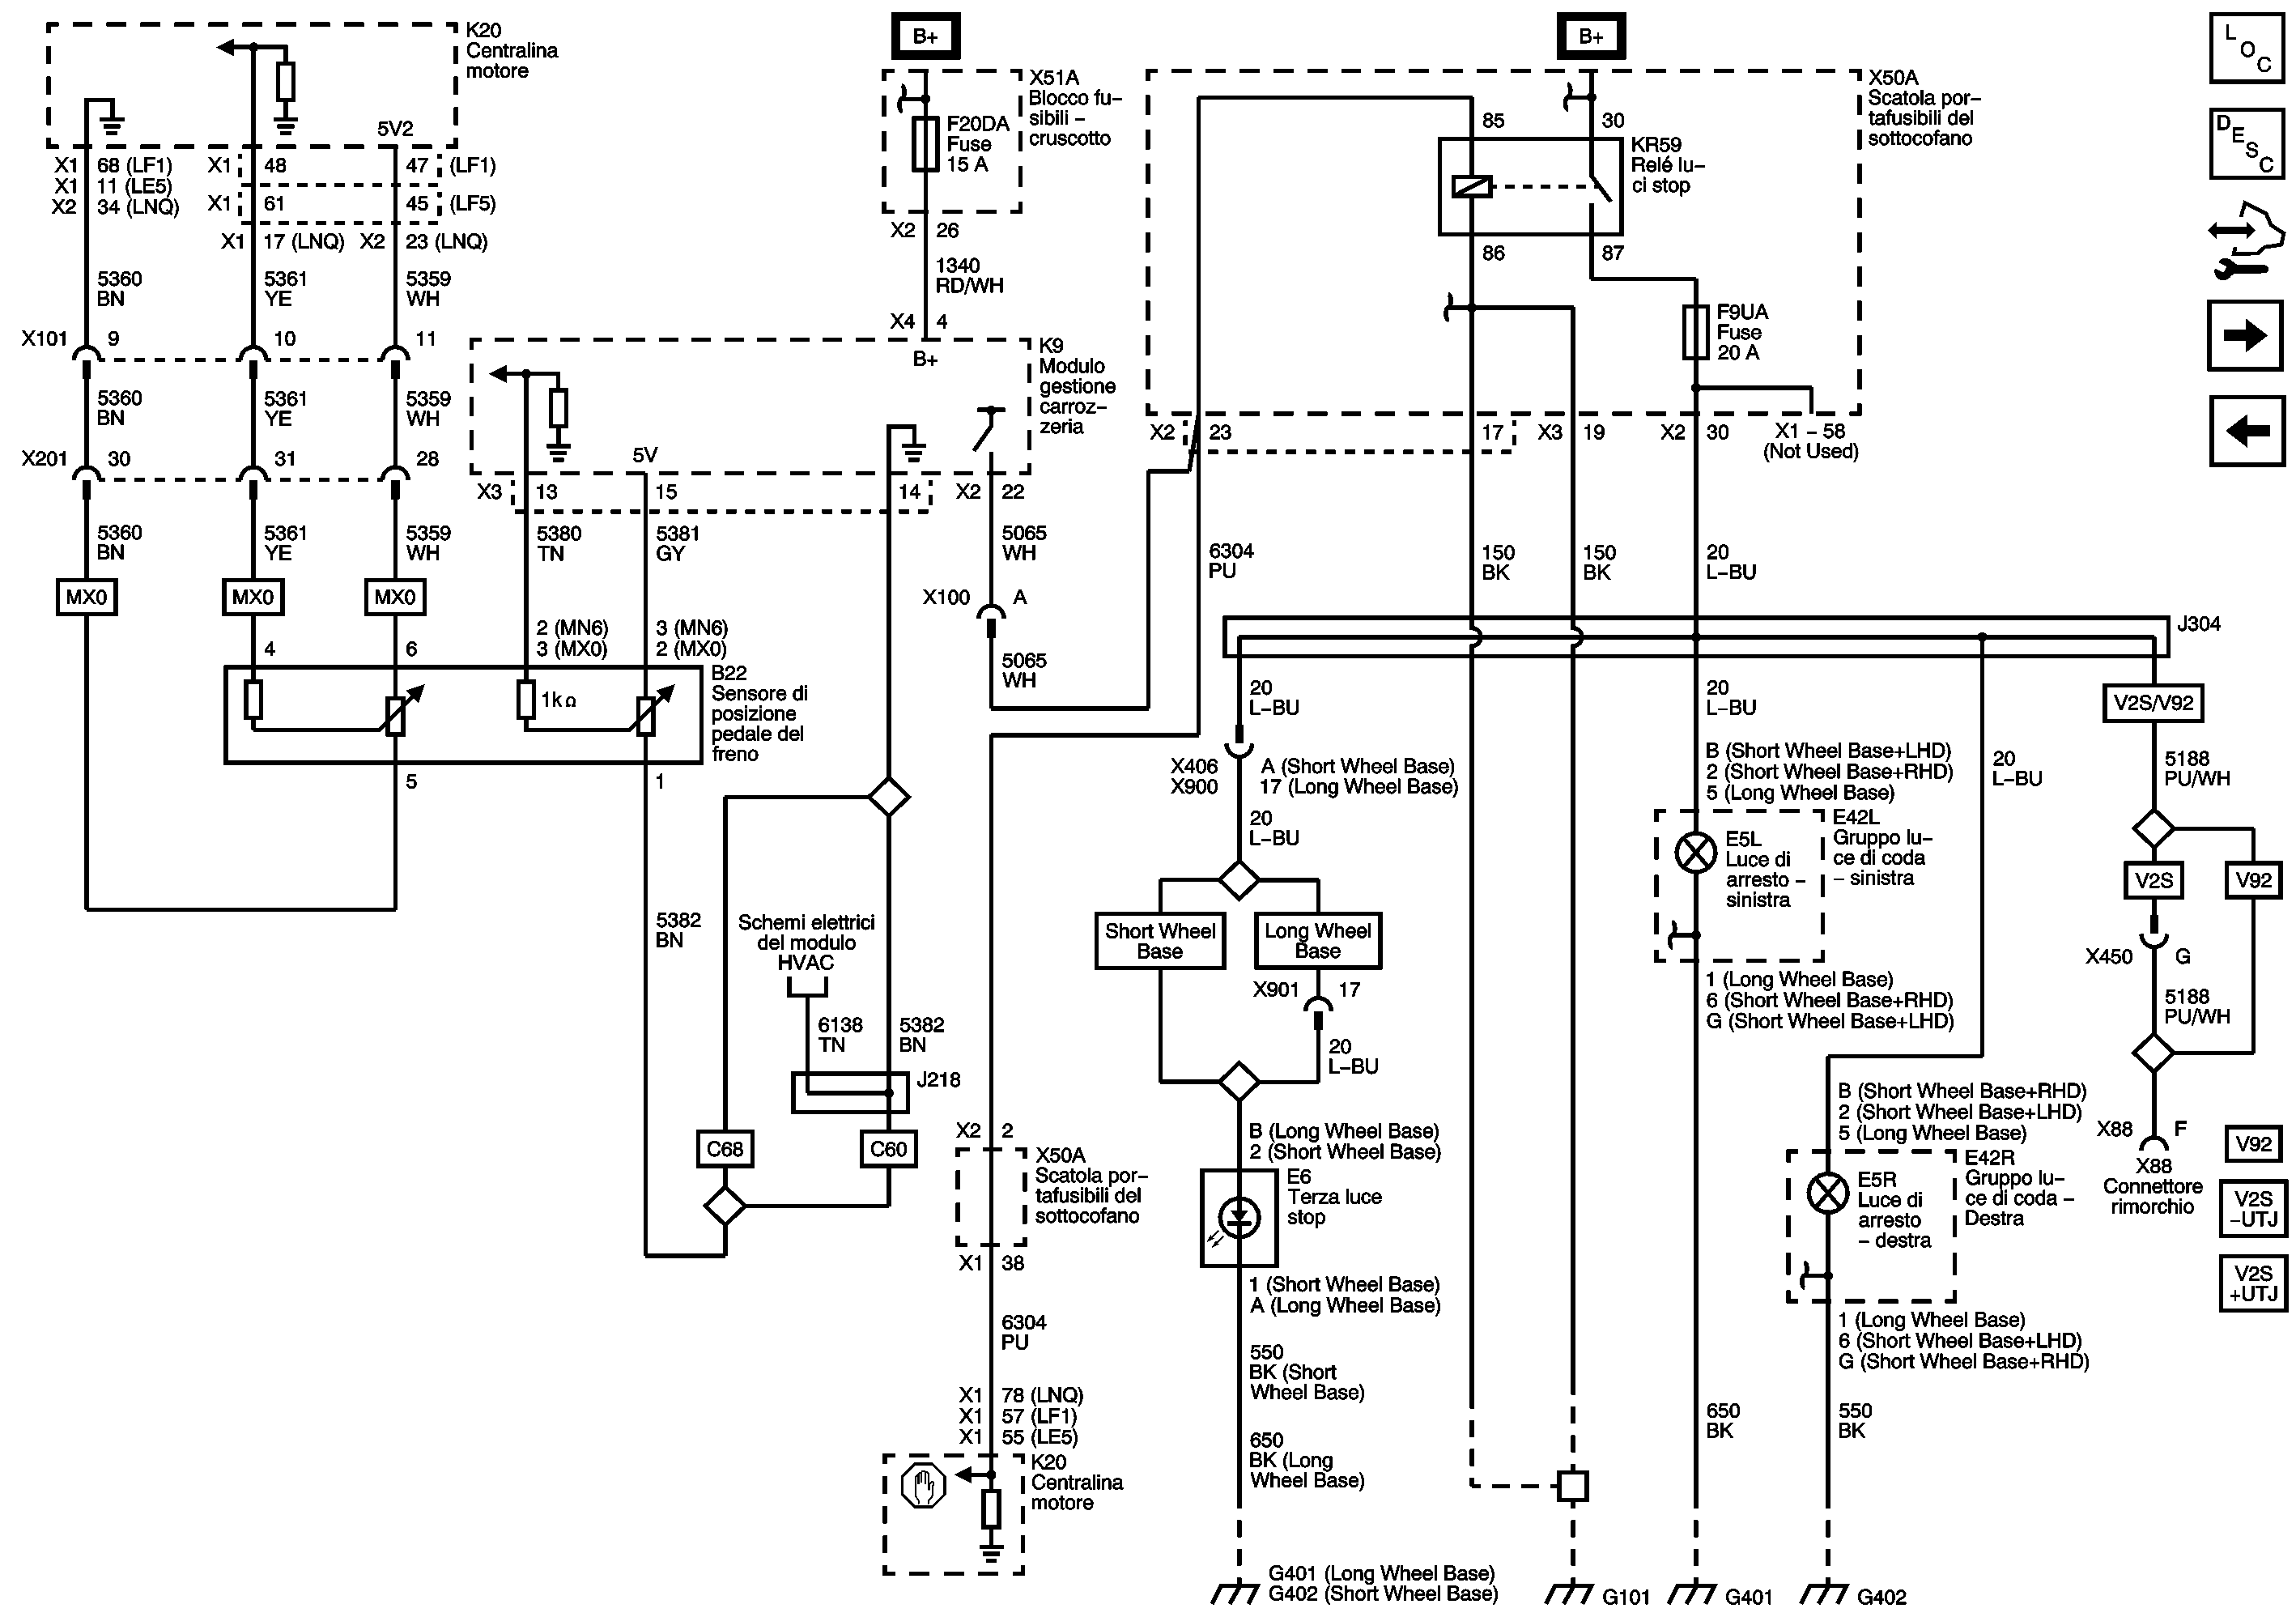 K20
Centralina
motore
5V2
X1 68 (LF1)
X1 11 (LE5)
X2 34 (LNQ)
X1 48 47 (LF1)
X1 61 45 (LF5)
X1 17 (LNQ) X2 23 (LNQ)
5360
BN
5361
YE
5359
WH
X101 9 10 11
5360
BN
5361
YE
5359
WH
X201 30 31 28
5360
BN
5361
YE
5359
WH
MX0
MX0
MX0
4
6
2 (MN6)
3 (MX0)
3 (MN6)
2 (MX0)
1k Ω
B22
Sensore di
posizione
pedale del
freno
5
1
B+
X51A
Blocco fu–
sibili –
cruscotto
F20DA
Fuse
15 A
X2 26
1340
RD/WH
X4 4
B+
K9
Modulo
gestione
carroz–
zeria
5V
X3 13 15 14 X2 22
5380
TN
5381
GY
5065
WH
X100 A
5065
WH
5382
BN
Schemi elettrici
del modulo
HVAC
6138
TN
5382
BN
J218
C68
C60
X2 2
X50A
Scatola por–
tafusibili del
sottocofano
X1 38
6304
PU
X1 78 (LNQ)
X1 57 (LF1)
X1 55 (LE5)
K20
Centralina
motore
B+
X50A
Scatola por–
tafusibili del
sottocofano
85
30
KR59
Relé lu–
ci stop
86
87
F9UA
Fuse
20 A
X2 23 17 X3 19 X2 30 X1 – 58
(Not Used)
6304
PU
150
BK
150
BK
20
L–BU
J304
20
L–BU
X406 A (Short Wheel Base)
X900 17 (Long Wheel Base)
20
L–BU
Short Wheel
Base
Long Wheel
Base
X901 17
20
L–BU
B (Long Wheel Base)
2 (Short Wheel Base)
E6
Terza luce
stop
1 (Short Wheel Base)
A (Long Wheel Base)
550
BK (Short
Wheel Base)
650
BK (Long
Wheel Base)
G401 (Long Wheel Base)
G402 (Short Wheel Base)
G101
20
L–BU
B (Short Wheel Base+LHD)
2 (Short Wheel Base+RHD)
5 (Long Wheel Base)
E42L
Gruppo lu–
ce di coda
– sinistra
E5L
Luce di
arresto –
sinistra
1 (Long Wheel Base)
6 (Short Wheel Base+RHD)
G (Short Wheel Base+LHD)
650
BK
G401
20
L–BU
B (Short Wheel Base+RHD)
2 (Short Wheel Base+LHD)
5 (Long Wheel Base)
E42R
Gruppo lu–
ce di coda –
Destra
E5R
Luce di
arresto
– destra
1 (Long Wheel Base)
6 (Short Wheel Base+LHD)
G (Short Wheel Base+RHD)
550
BK
G402
V2S/V92
5188
PU/WH
V2S
V92
X450 G
5188
PU/WH
X88 F
X88
Connettore
rimorchio
L
O
C
D
E
S
C
V92
V2S
–UTJ
V2S
+UTJ